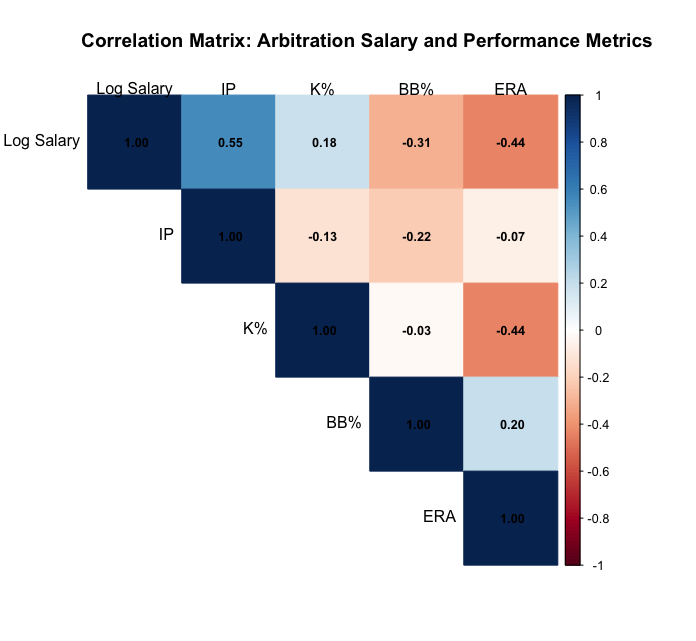 Correlation Matrix: Arbitration Salary and Performance Metrics
Log Salary IP K% BB% ERA
Log Salary 1.00 0.55 0.18 -0.31 -0.44
IP 1.00 -0.13 -0.22 -0.07
K% 1.00 -0.03 -0.44
BB% 1.00 0.20
ERA 1.00
1
0.8
0.6
0.4
0.2
0
-0.2
-0.4
-0.6
-0.8
-1